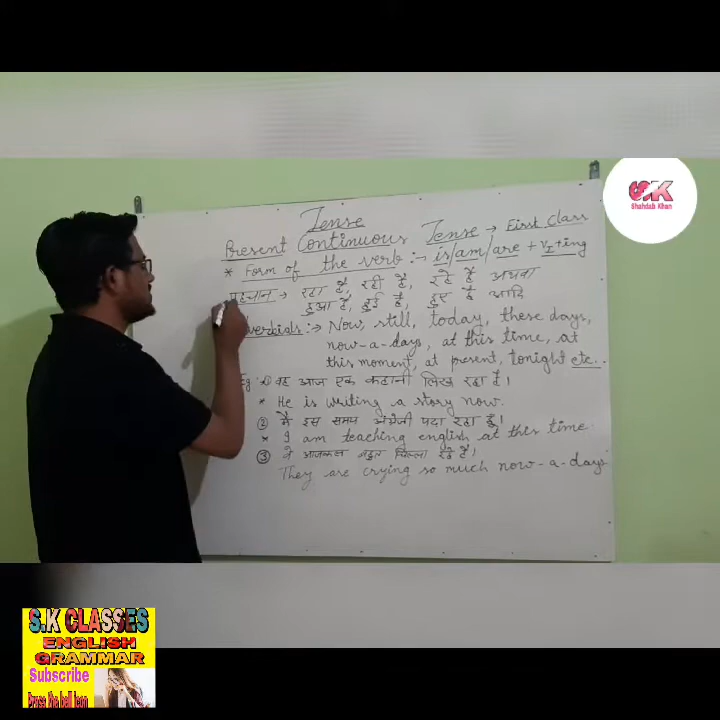 SK
Shahdab Khan
Tense
Present Continuous Tense → First Class
* Form of the verb :- is/am/are + V₁+ing
पहचान → रहा है, रही है, रहे हैं अथवा
हुआ है, हुई है, हुए हैं आदि
verbials :→ Now, still, today, these days,
now-a-days, at this time, at
this moment, at present, tonight etc..
Eg: ① वह आज एक कहानी लिख रहा है।
* He is writing a story now.
② मैं इस समय अंग्रेजी पढा रहा हूँ।
* I am teaching english at this time.
③ वे आजकल बहुत चिल्ला रहे हैं।
They are crying so much now-a-days
S.K CLASSES
ENGLISH
GRAMMAR
Subscribe